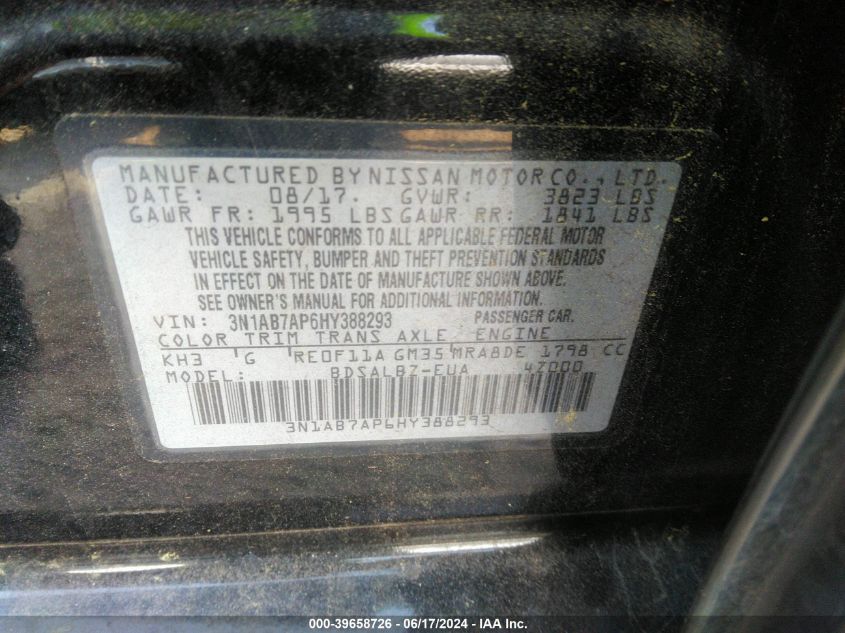 MANUFACTURED BY NISSAN MOTOR CO., LTD.
DATE: 08/17. GVWR: 3823 LBS
GAWR FR: 1995 LBS GAWR RR: 1841 LBS
THIS VEHICLE CONFORMS TO ALL APPLICABLE FEDERAL MOTOR
VEHICLE SAFETY, BUMPER AND THEFT PREVENTION STANDARDS
IN EFFECT ON THE DATE OF MANUFACTURE SHOWN ABOVE.
SEE OWNER'S MANUAL FOR ADDITIONAL INFORMATION.
VIN: 3N1AB7AP6HY388293 PASSENGER CAR.
COLOR TRIM TRANS AXLE ENGINE
KH3 G RE0F11A GM35 MRA8DE 1798 CC
MODEL: BDSALBZ-EUA 4Z000
3N1AB7AP6HY388293
000-39658726 - 06/17/2024 - IAA Inc.